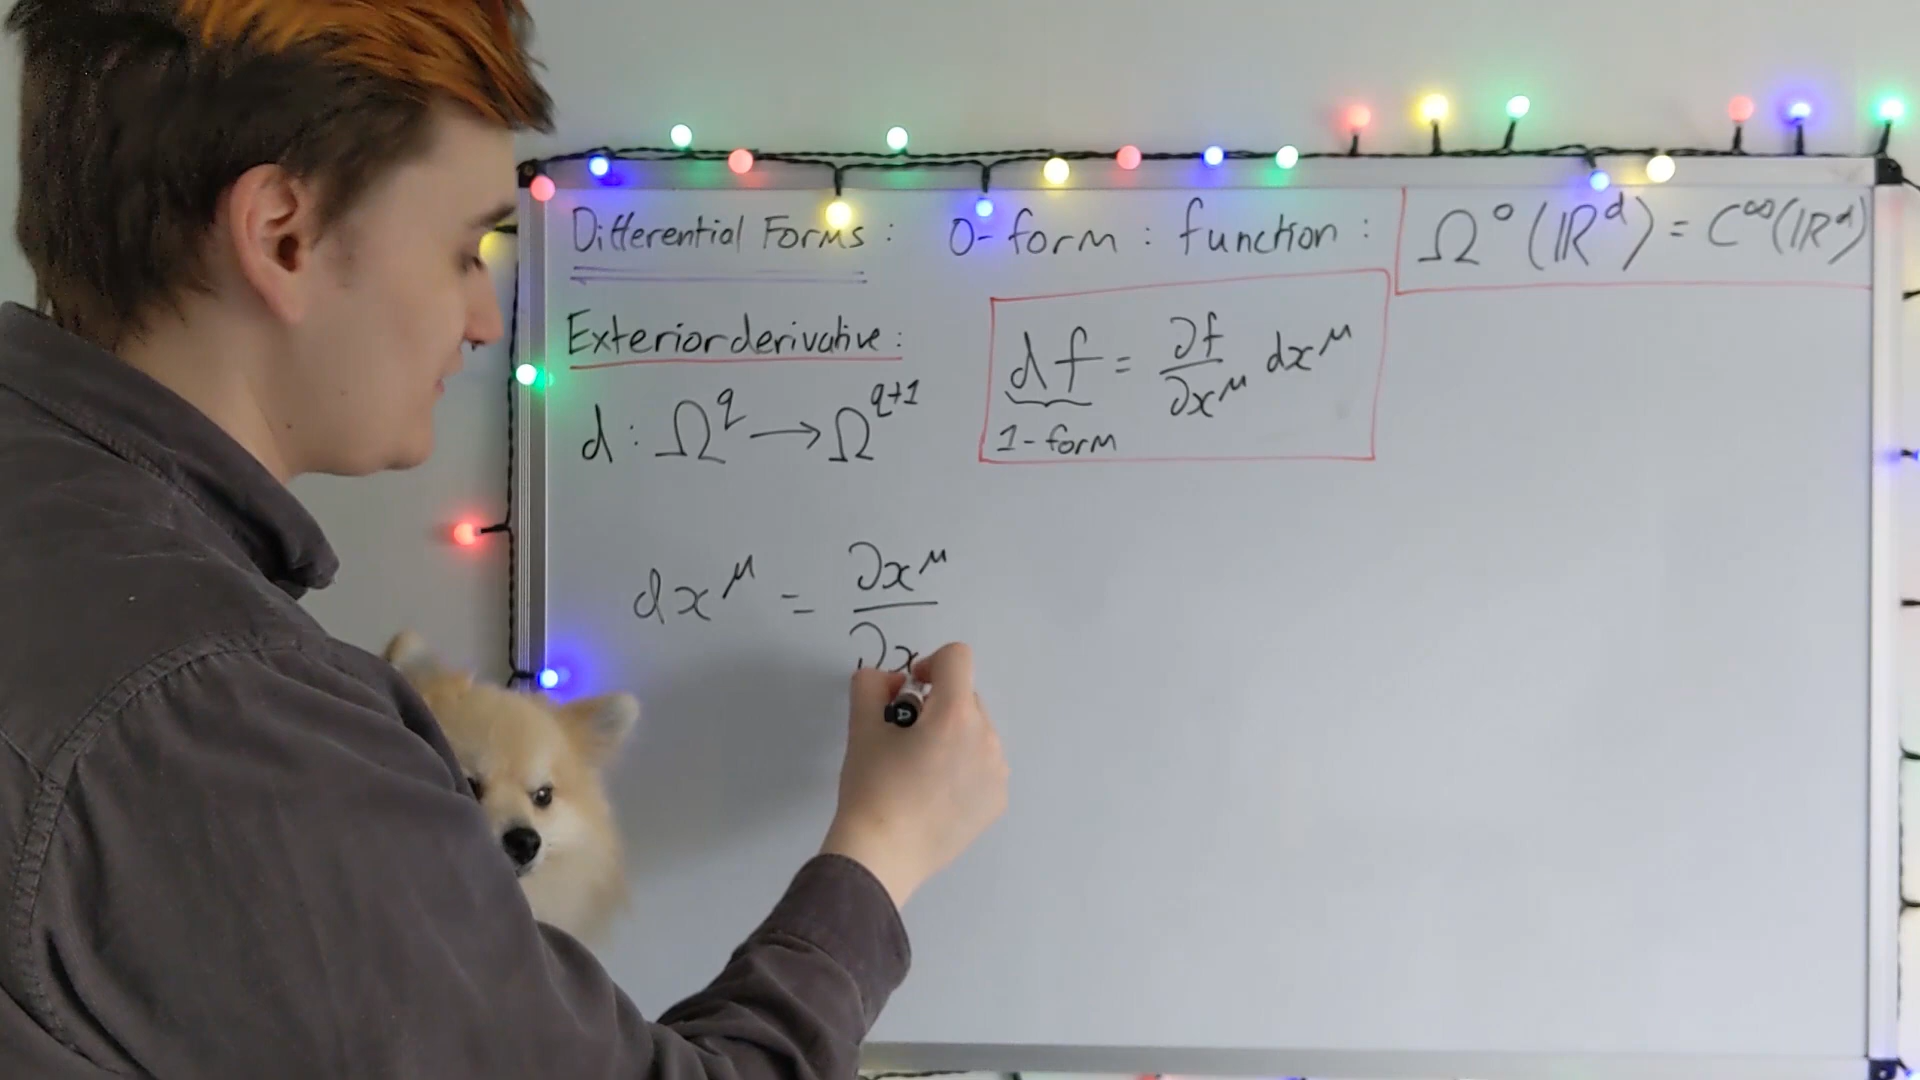 Differential Forms: 0-form: function: Ω⁰(ℝᵈ) = C^∞(ℝᵈ)
Exterior derivative:
d: Ω^q → Ω^{q+1}
df = ∂f/∂x^μ dx^μ
1-form
dx^μ = ∂x^μ/∂x
A